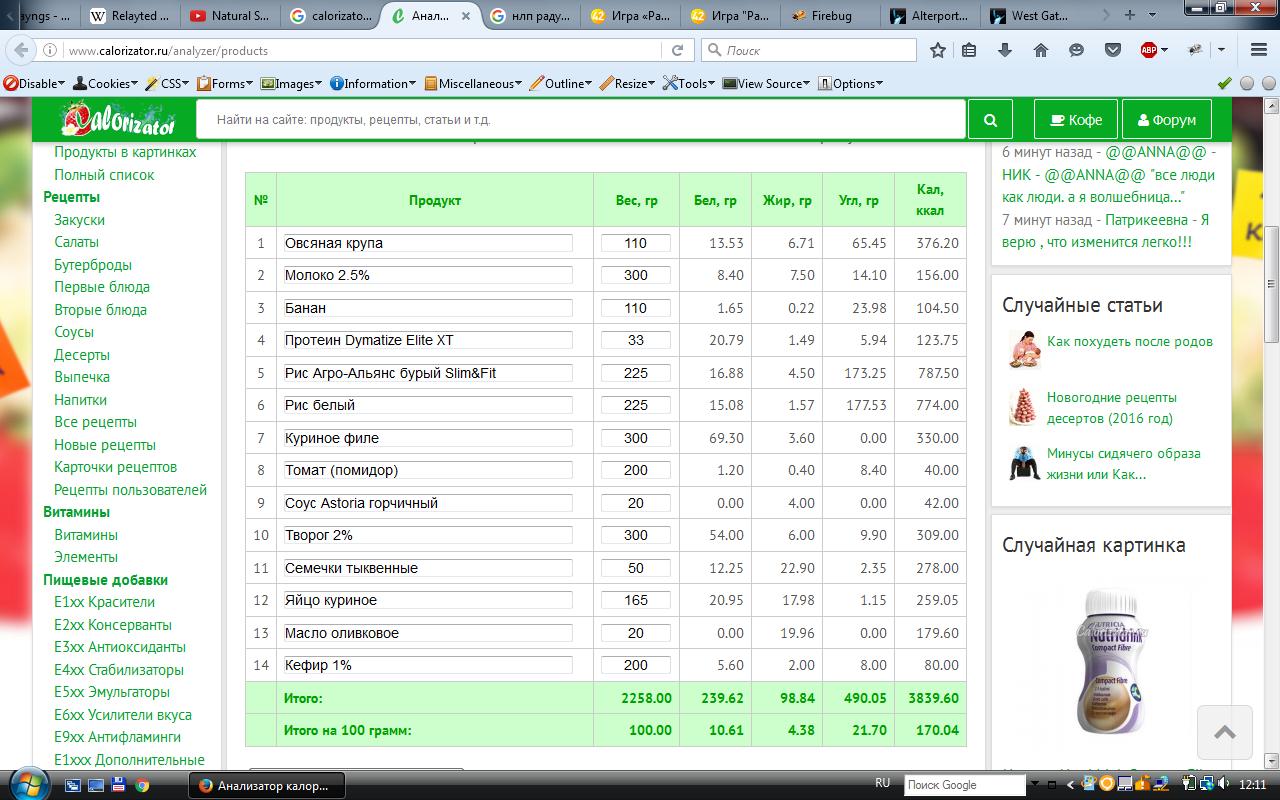 ayngs - ...
Relayted ...
Natural S...
calorizato...
Анал...
нлп раду...
Игра «Ра...
Игра "Ра...
Firebug
Alterport...
West Gat...
www.calorizator.ru/analyzer/products
Поиск
ABP
Disable Cookies CSS Forms Images Information Miscellaneous Outline Resize Tools View Source Options
Calorizator
Найти на сайте: продукты, рецепты, статьи и т.д.
Кофе
Форум
Продукты в картинках
Полный список
Рецепты
Закуски
Салаты
Бутерброды
Первые блюда
Вторые блюда
Соусы
Десерты
Выпечка
Напитки
Все рецепты
Новые рецепты
Карточки рецептов
Рецепты пользователей
Витамины
Витамины
Элементы
Пищевые добавки
E1xx Красители
E2xx Консерванты
E3xx Антиоксиданты
E4xx Стабилизаторы
E5xx Эмульгаторы
E6xx Усилители вкуса
E9xx Антифламинги
E1xxx Дополнительные
№ Продукт Вес, гр Бел, гр Жир, гр Угл, гр Кал, ккал
1 Овсяная крупа 110 13.53 6.71 65.45 376.20
2 Молоко 2.5% 300 8.40 7.50 14.10 156.00
3 Банан 110 1.65 0.22 23.98 104.50
4 Протеин Dymatize Elite XT 33 20.79 1.49 5.94 123.75
5 Рис Агро-Альянс бурый Slim&Fit 225 16.88 4.50 173.25 787.50
6 Рис белый 225 15.08 1.57 177.53 774.00
7 Куриное филе 300 69.30 3.60 0.00 330.00
8 Томат (помидор) 200 1.20 0.40 8.40 40.00
9 Соус Astoria горчичный 20 0.00 4.00 0.00 42.00
10 Творог 2% 300 54.00 6.00 9.90 309.00
11 Семечки тыквенные 50 12.25 22.90 2.35 278.00
12 Яйцо куриное 165 20.95 17.98 1.15 259.05
13 Масло оливковое 20 0.00 19.96 0.00 179.60
14 Кефир 1% 200 5.60 2.00 8.00 80.00
Итого: 2258.00 239.62 98.84 490.05 3839.60
Итого на 100 грамм: 100.00 10.61 4.38 21.70 170.04
6 минут назад - @@ANNA@@ -
НИК - @@ANNA@@ "все люди
как люди. а я волшебница..."
7 минут назад - Патрикеевна - Я
верю , что изменится легко!!!
Случайные статьи
Как похудеть после родов
Новогодние рецепты
десертов (2016 год)
Минусы сидячего образа
жизни или Как...
Случайная картинка
NUTRICIA
Nutridrink
Compact Fibre
Анализатор калор...
RU
Поиск Google
12:11